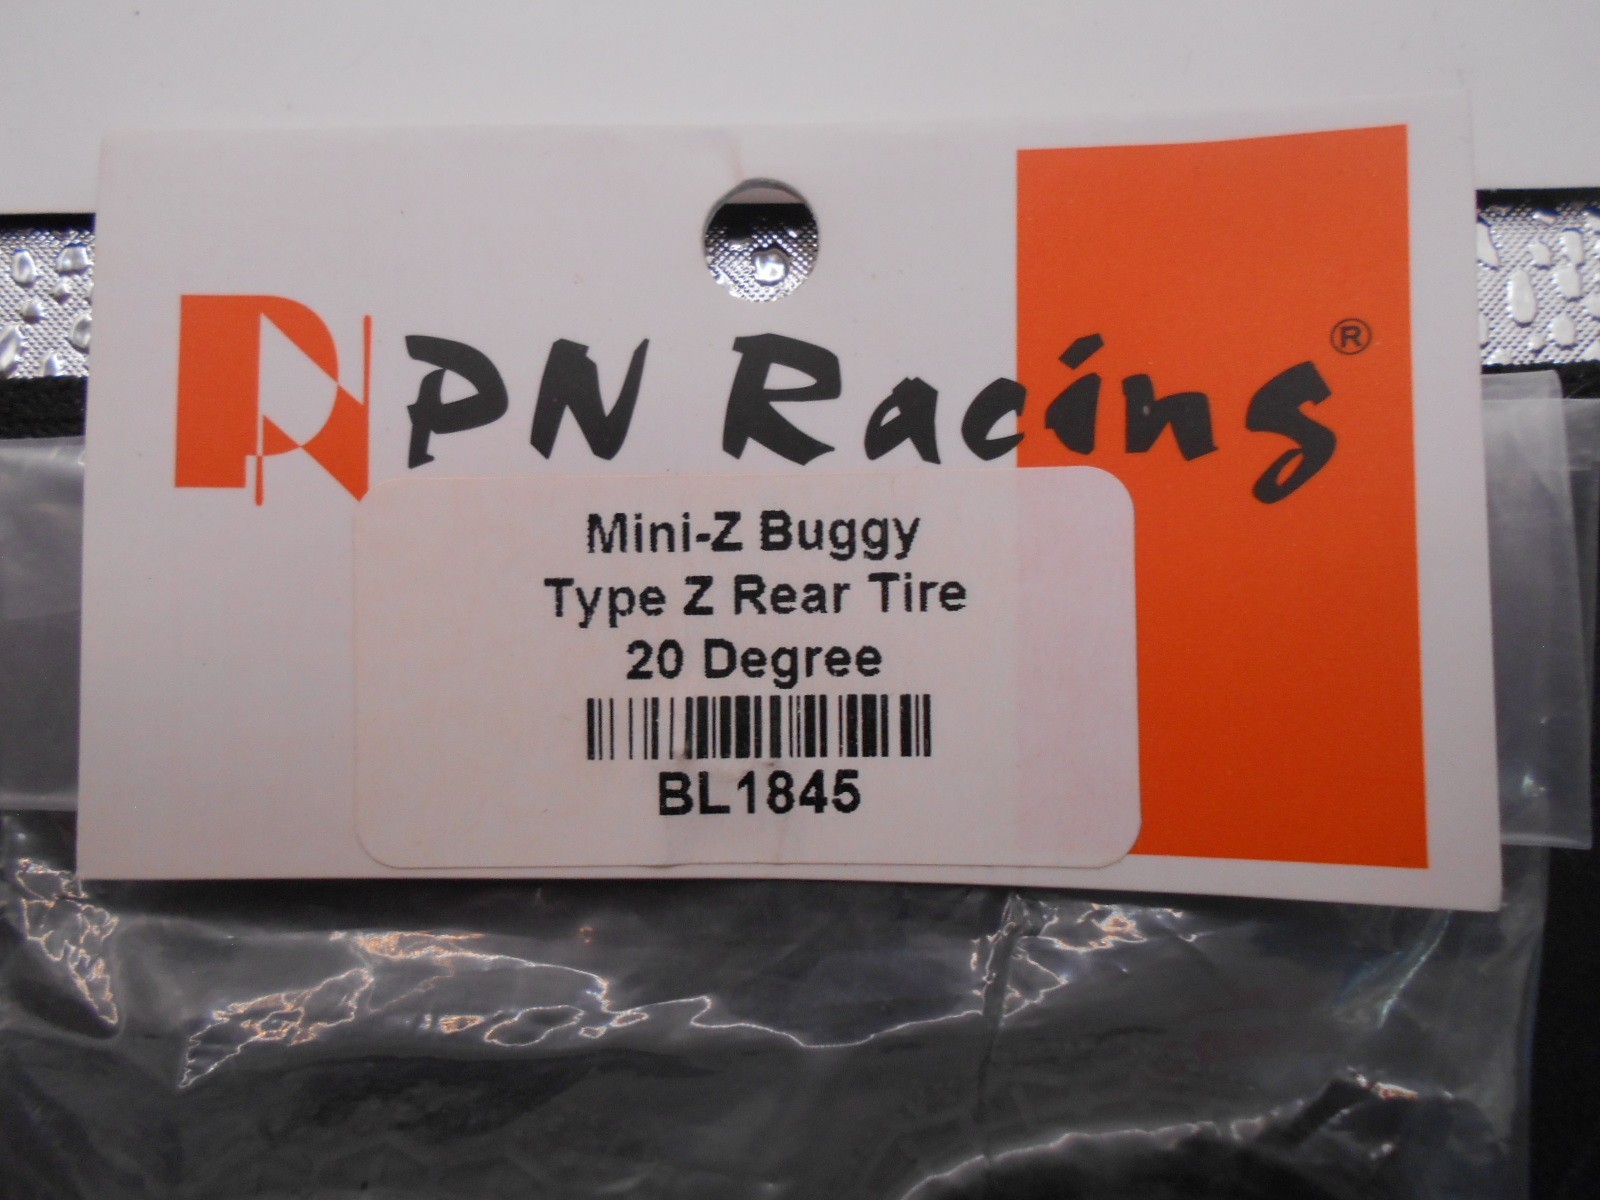 PN Racing®
Mini-Z Buggy
Type Z Rear Tire
20 Degree
BL1845